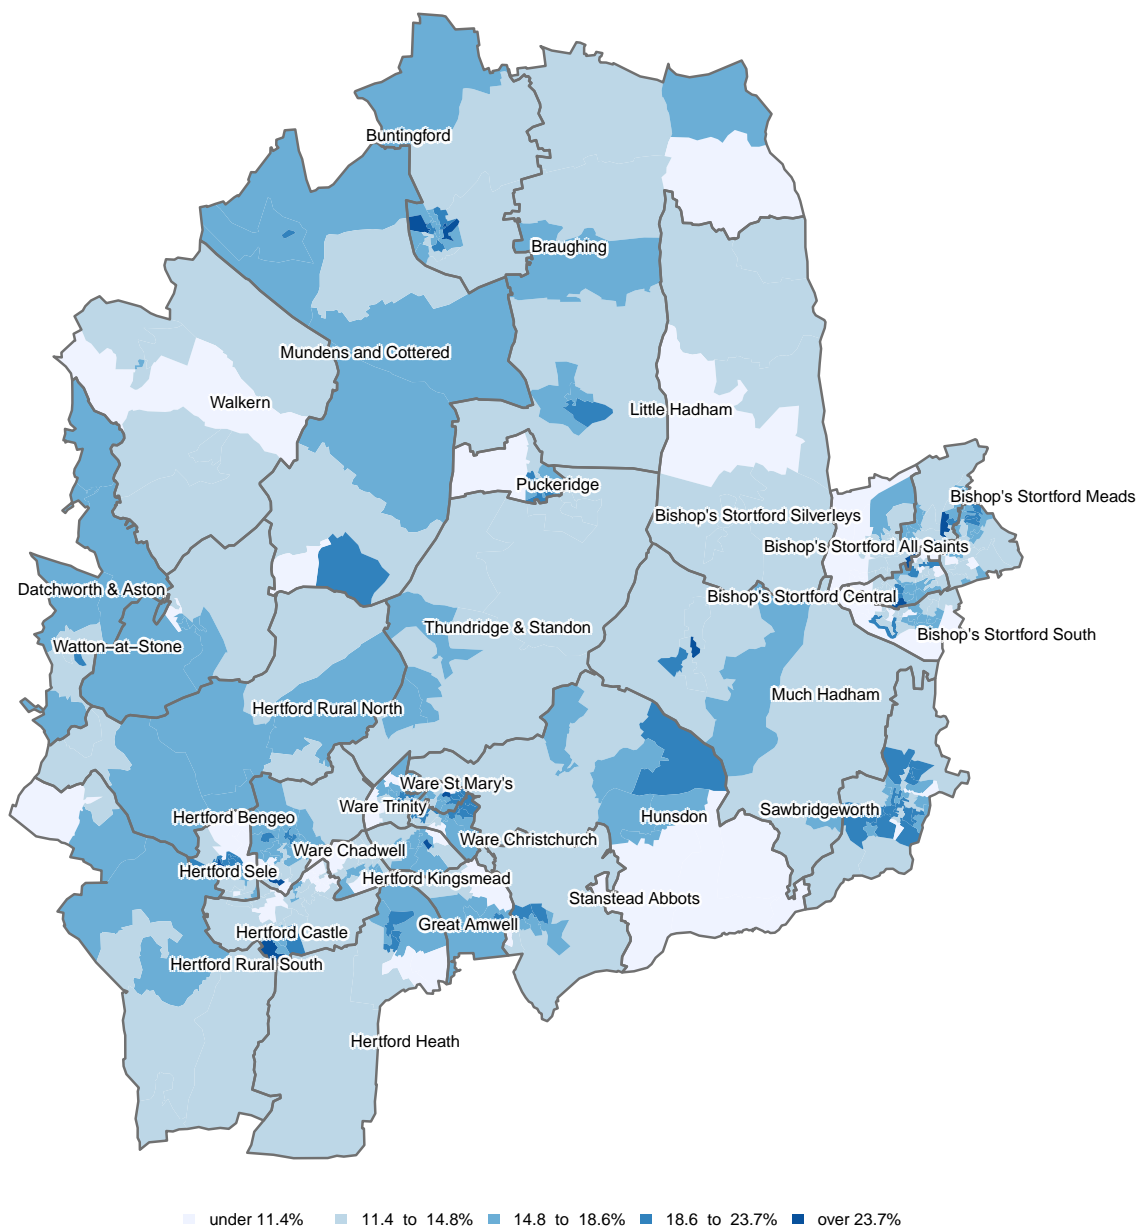 Buntingford
Braughing
Mundens and Cottered
Walkern
Little Hadham
Puckeridge
Bishop's Stortford Meads
Bishop's Stortford Silverleys
Bishop's Stortford All Saints
Datchworth & Aston
Bishop's Stortford Central
Thundridge & Standon
Bishop's Stortford South
Watton−at−Stone
Much Hadham
Hertford Rural North
Ware St Mary's
Ware Trinity
Sawbridgeworth
Hertford Bengeo
Hunsdon
Ware Christchurch
Ware Chadwell
Hertford Sele
Hertford Kingsmead
Stanstead Abbots
Great Amwell
Hertford Castle
Hertford Rural South
Hertford Heath
under 11.4% 11.4 to 14.8% 14.8 to 18.6% 18.6 to 23.7% over 23.7%